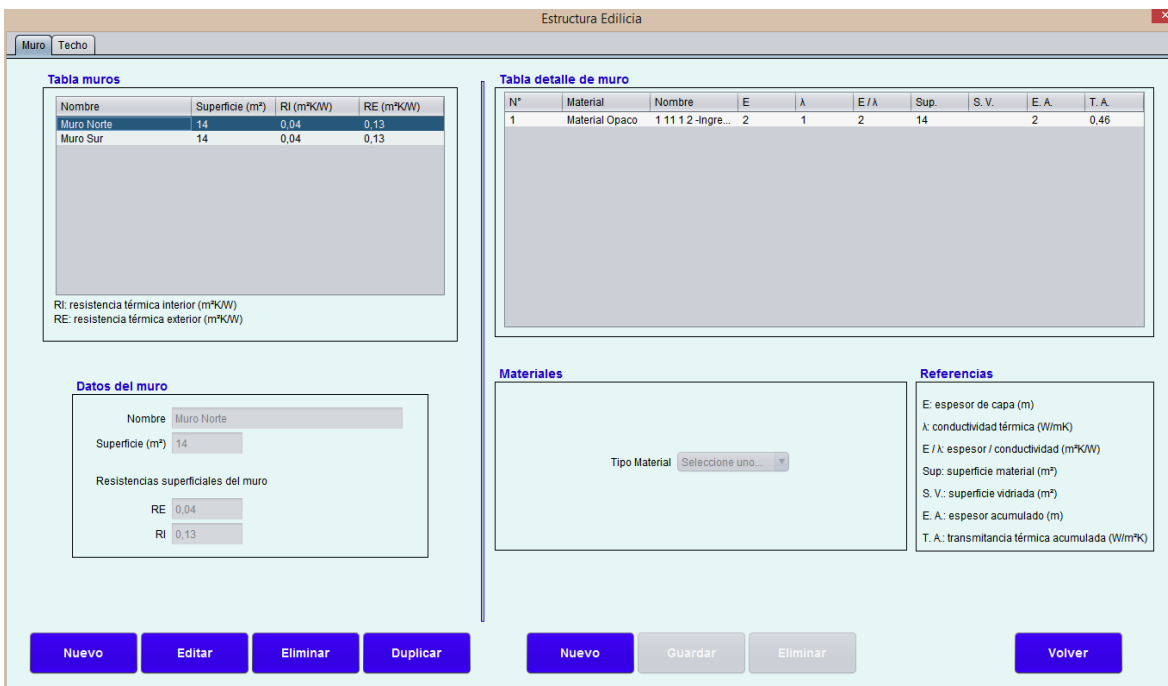 Estructura Edilicia
x
Muro Techo
Tabla muros
Nombre Superficie (m²) RI (m²K/W) RE (m²K/W)
Muro Norte 14 0,04 0,13
Muro Sur 14 0,04 0,13
RI: resistencia térmica interior (m²K/W)
RE: resistencia térmica exterior (m²K/W)
Tabla detalle de muro
N° Material Nombre E λ E / λ Sup. S. V. E. A. T. A.
1 Material Opaco 1 11 1 2 -Ingre... 2 1 2 14 2 0,46
Datos del muro
Nombre Muro Norte
Superficie (m²) 14
Resistencias superficiales del muro
RE 0,04
RI 0,13
Materiales
Tipo Material Seleccione uno...
Referencias
E: espesor de capa (m)
λ: conductividad térmica (W/mK)
E / λ: espesor / conductividad (m²K/W)
Sup: superficie material (m²)
S. V.: superficie vidriada (m²)
E. A.: espesor acumulado (m)
T. A.: transmitancia térmica acumulada (W/m²K)
Nuevo Editar Eliminar Duplicar Nuevo Guardar Eliminar Volver